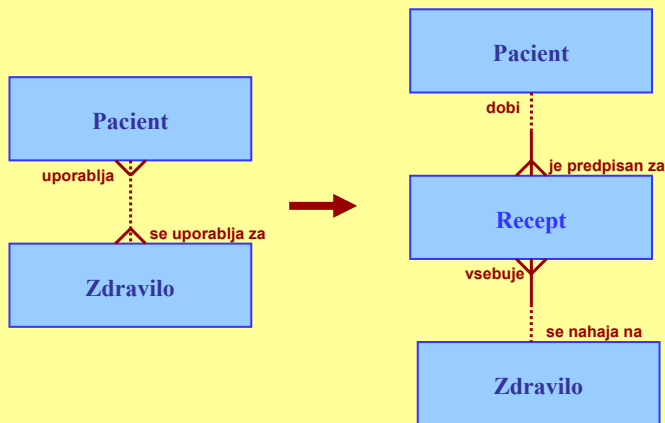 Pacient
uporablja
se uporablja za
Zdravilo
Pacient
dobi
je predpisan za
Recept
vsebuje
se nahaja na
Zdravilo